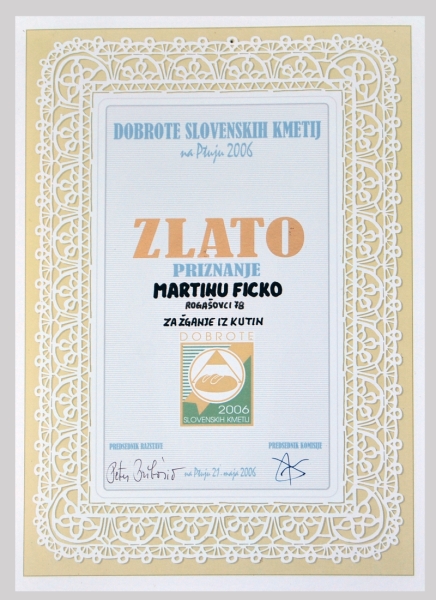 DOBROTE SLOVENSKIH KMETIJ
na Ptuju 2006
ZLATO
PRIZNANJE
MARTINU FICKO
ROGAŠOVCI 78
ZA ŽGANJE IZ KUTIN
DOBROTE
2006
SLOVENSKIH KMETIJ
PREDSEDNIK RAZSTAVE PREDSEDNIK KOMISIJE
na Ptuju 21. maja 2006